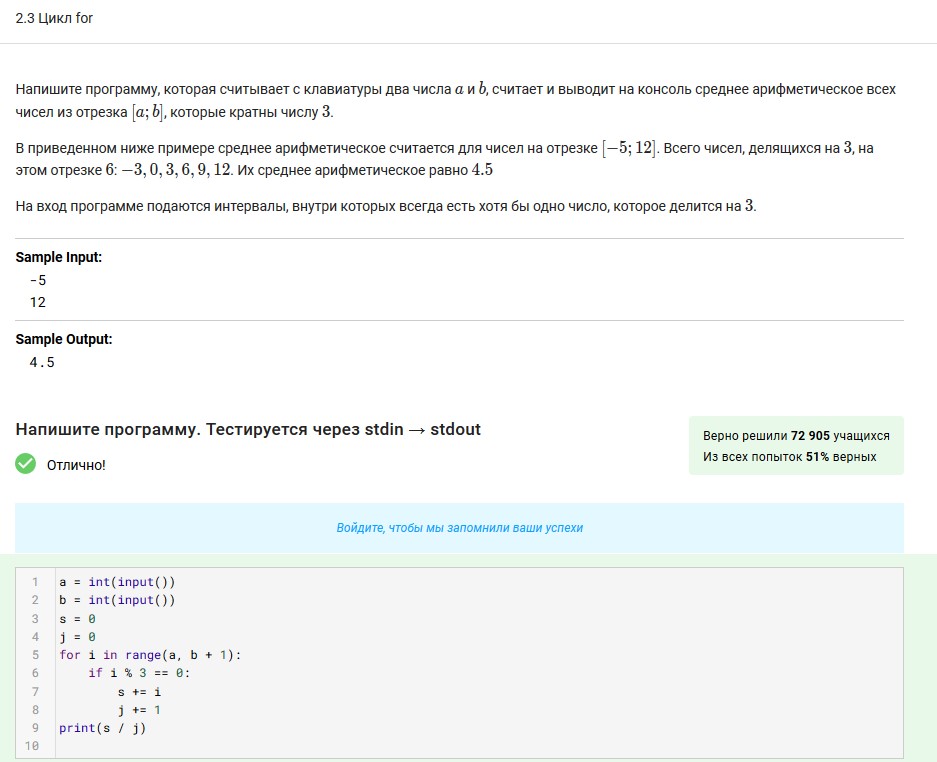 2.3 Цикл for
Напишите программу, которая считывает с клавиатуры два числа a и b, считает и выводит на консоль среднее арифметическое всех
чисел из отрезка [a; b], которые кратны числу 3.
В приведенном ниже примере среднее арифметическое считается для чисел на отрезке [−5; 12]. Всего чисел, делящихся на 3, на
этом отрезке 6: −3, 0, 3, 6, 9, 12. Их среднее арифметическое равно 4.5
На вход программе подаются интервалы, внутри которых всегда есть хотя бы одно число, которое делится на 3.
Sample Input:
-5
12
Sample Output:
4.5
Напишите программу. Тестируется через stdin → stdout
Верно решили 72 905 учащихся
Из всех попыток 51% верных
Отлично!
Войдите, чтобы мы запомнили ваши успехи
1 a = int(input())
2 b = int(input())
3 s = 0
4 j = 0
5 for i in range(a, b + 1):
6     if i % 3 == 0:
7         s += i
8         j += 1
9 print(s / j)
10